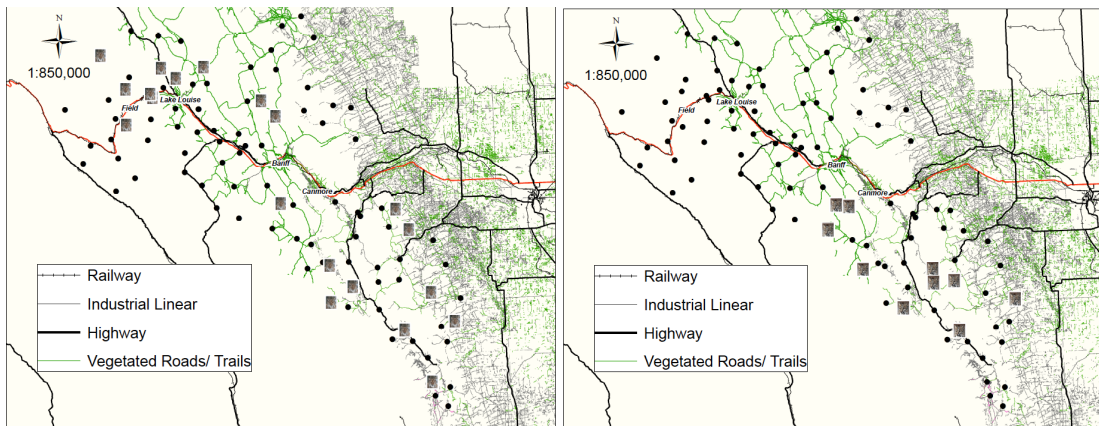 N
1:850,000
Field
Lake Louise
Banff
Canmore
Railway
Industrial Linear
Highway
Vegetated Roads/ Trails
N
1:850,000
Field
Lake Louise
Banff
Canmore
Railway
Industrial Linear
Highway
Vegetated Roads/ Trails